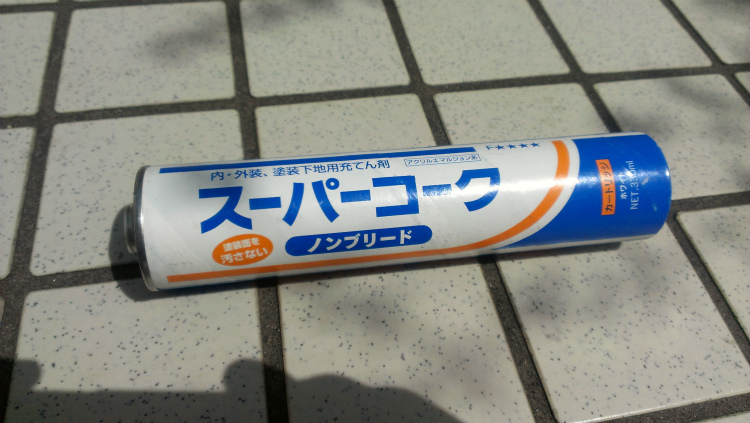 F☆★★★
アクリルエマルジョン系
内・外装、塗装下地用充てん剤
スーパーコーク
ノンブリード
塗装面を
汚さない
カートリッジ
ホワイト